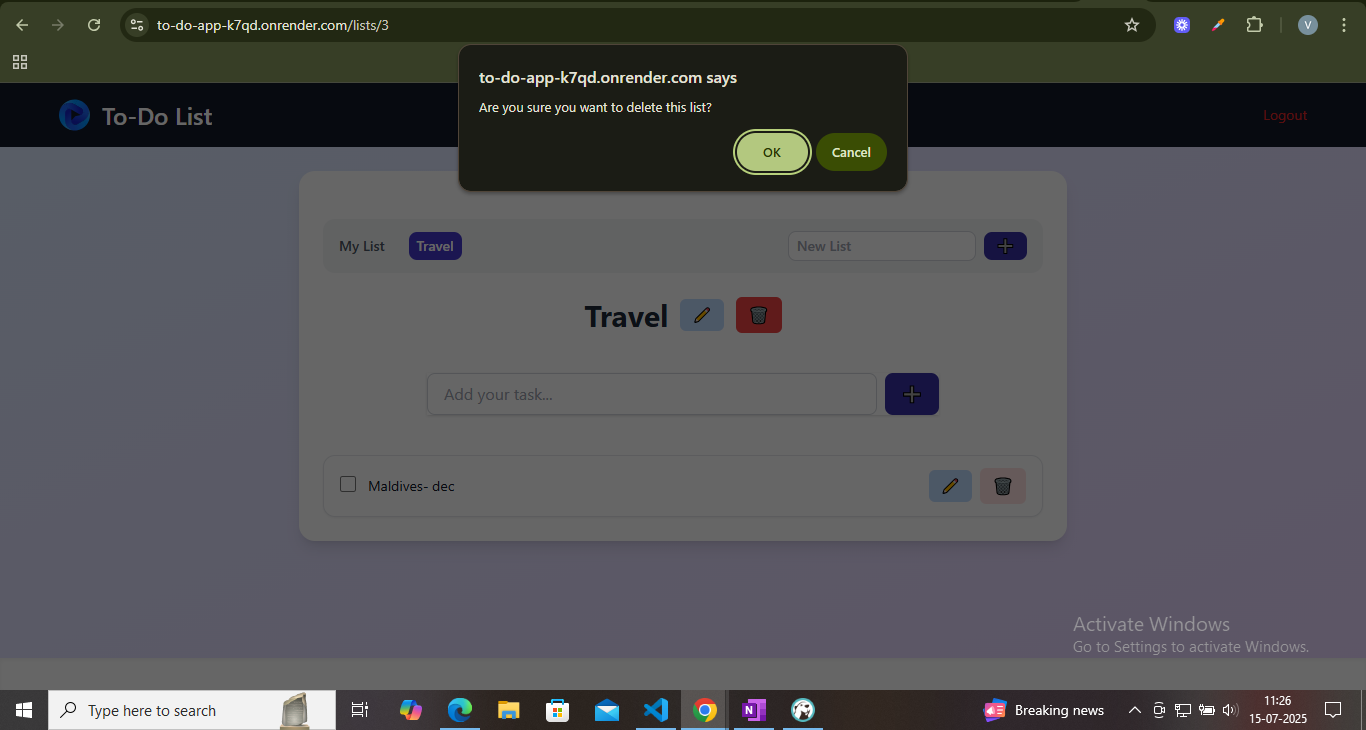 to-do-app-k7qd.onrender.com/lists/3
V
to-do-app-k7qd.onrender.com says
Are you sure you want to delete this list?
OK
Cancel
To-Do List
Logout
My List
Travel
New List
Travel
Add your task...
Maldives- dec
Activate Windows
Go to Settings to activate Windows.
Type here to search
N
Breaking news
11:26
15-07-2025